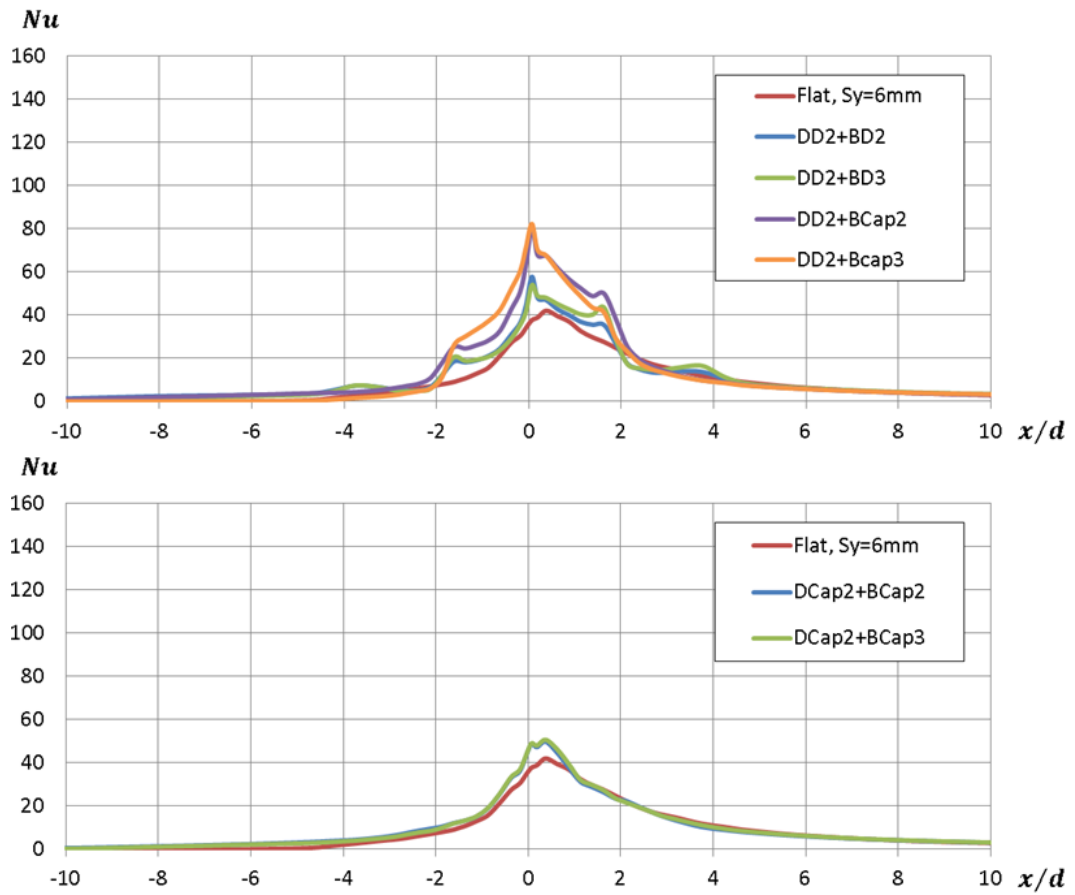 Nu
160
140
120
100
80
60
40
20
0
Flat, Sy=6mm
DD2+BD2
DD2+BD3
DD2+BCap2
DD2+Bcap3
-10 -8 -6 -4 -2 0 2 4 6 8 10 x/d
Nu
160
140
120
100
80
60
40
20
0
Flat, Sy=6mm
DCap2+BCap2
DCap2+BCap3
-10 -8 -6 -4 -2 0 2 4 6 8 10 x/d